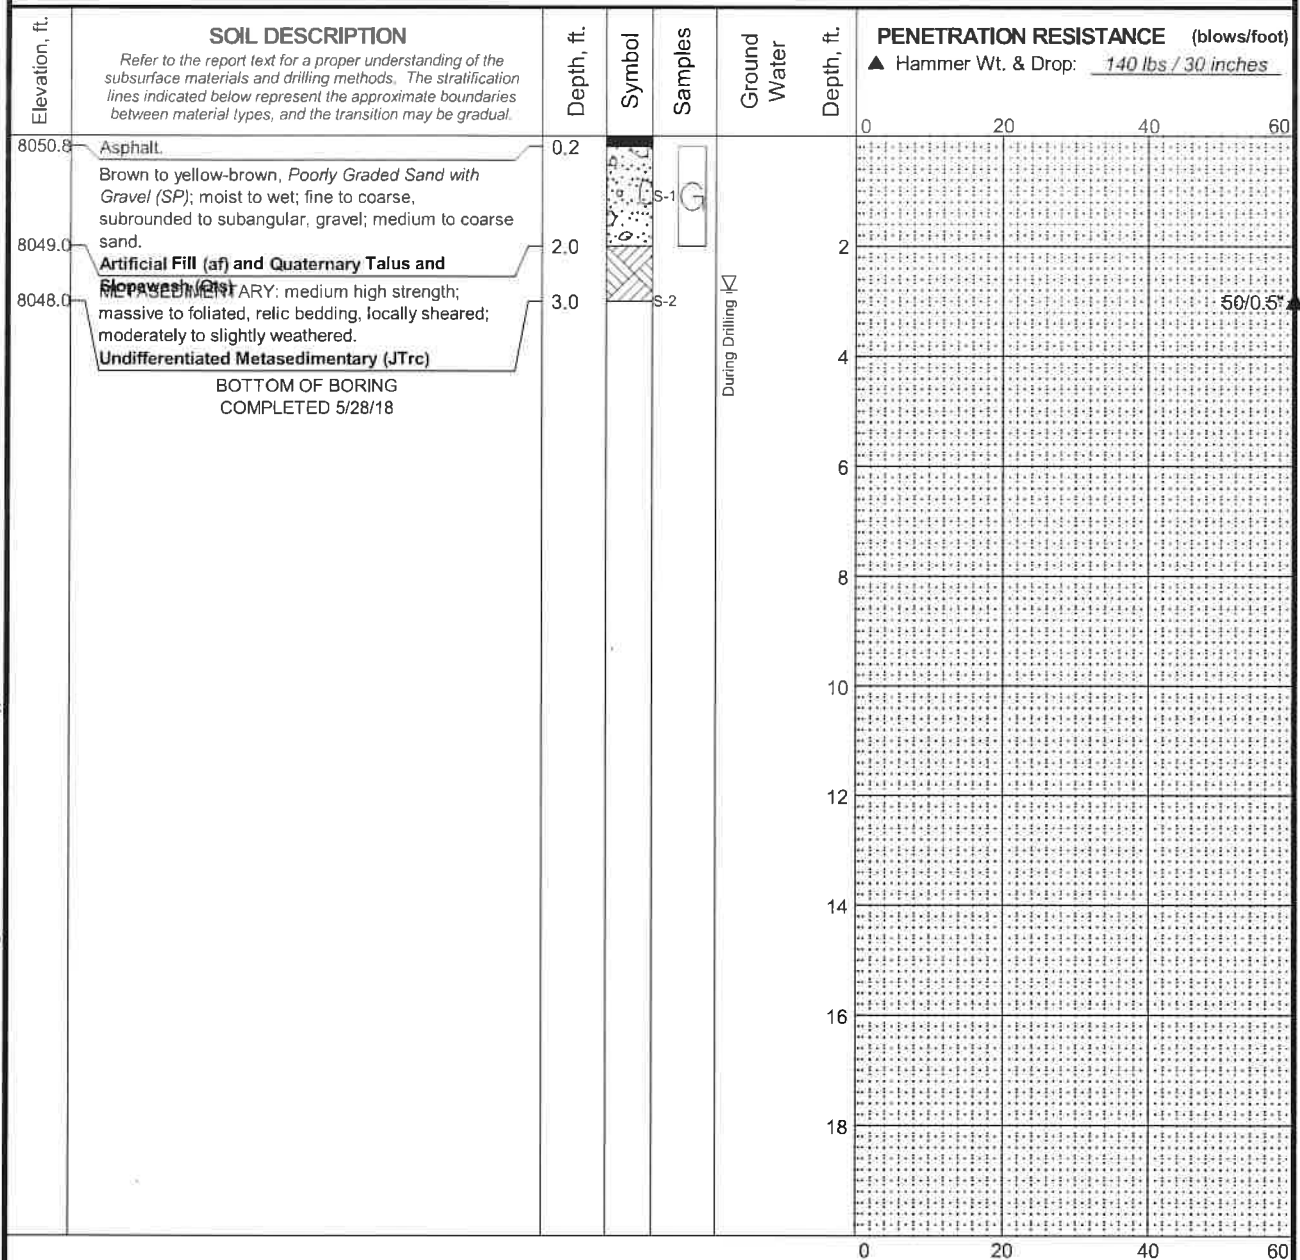 Elevation, ft.
SOIL DESCRIPTION
Refer to the report text for a proper understanding of the
subsurface materials and drilling methods. The stratification
lines indicated below represent the approximate boundaries
between material types, and the transition may be gradual.
Depth, ft.
Symbol
Samples
Ground
Water
Depth, ft.
PENETRATION RESISTANCE (blows/foot)
▲ Hammer Wt. & Drop: 140 lbs / 30 inches
0 20 40 60
8050.8 Asphalt. 0.2
Brown to yellow-brown, Poorly Graded Sand with
Gravel (SP); moist to wet; fine to coarse,
subrounded to subangular, gravel; medium to coarse
sand.
S-1 G
8049.0 2.0 2
Artificial Fill (af) and Quaternary Talus and
Slopewash (Qts)
METASEDIMENTARY: medium high strength;
massive to foliated, relic bedding, locally sheared;
moderately to slightly weathered.
8048.0 3.0 S-2 50/0.5"
During Drilling
Undifferentiated Metasedimentary (JTrc)
BOTTOM OF BORING
COMPLETED 5/28/18
4
6
8
10
12
14
16
18
0 20 40 60